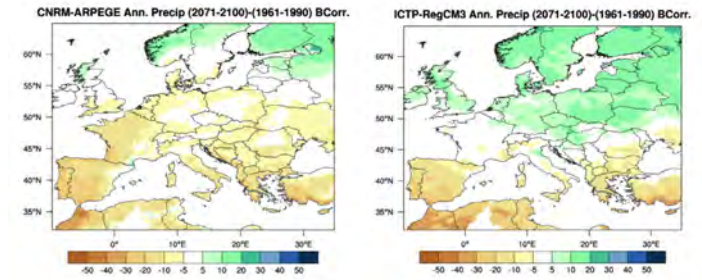 CNRM-ARPEGE Ann. Precip (2071-2100)-(1961-1990) BCorr.
60°N
55°N
50°N
45°N
40°N
35°N
0° 10°E 20°E 30°E
-50 -40 -30 -20 -10 -5 5 10 20 30 40 50
ICTP-RegCM3 Ann. Precip (2071-2100)-(1961-1990) BCorr.
60°N
55°N
50°N
45°N
40°N
35°N
0° 10°E 20°E 30°E
-50 -40 -30 -20 -10 -5 5 10 20 30 40 50